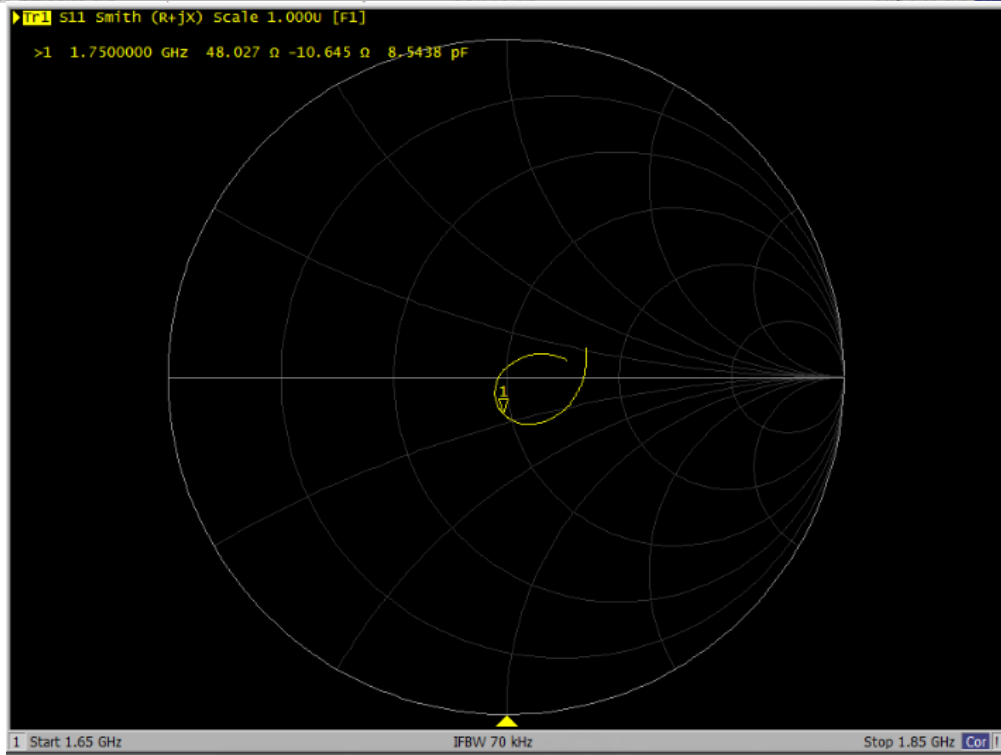 Tr1 S11 Smith (R+jX) Scale 1.000U [F1]
>1 1.7500000 GHz 48.027 Ω -10.645 Ω 8.5438 pF
1
1 Start 1.65 GHz IFBW 70 kHz Stop 1.85 GHz Cor !